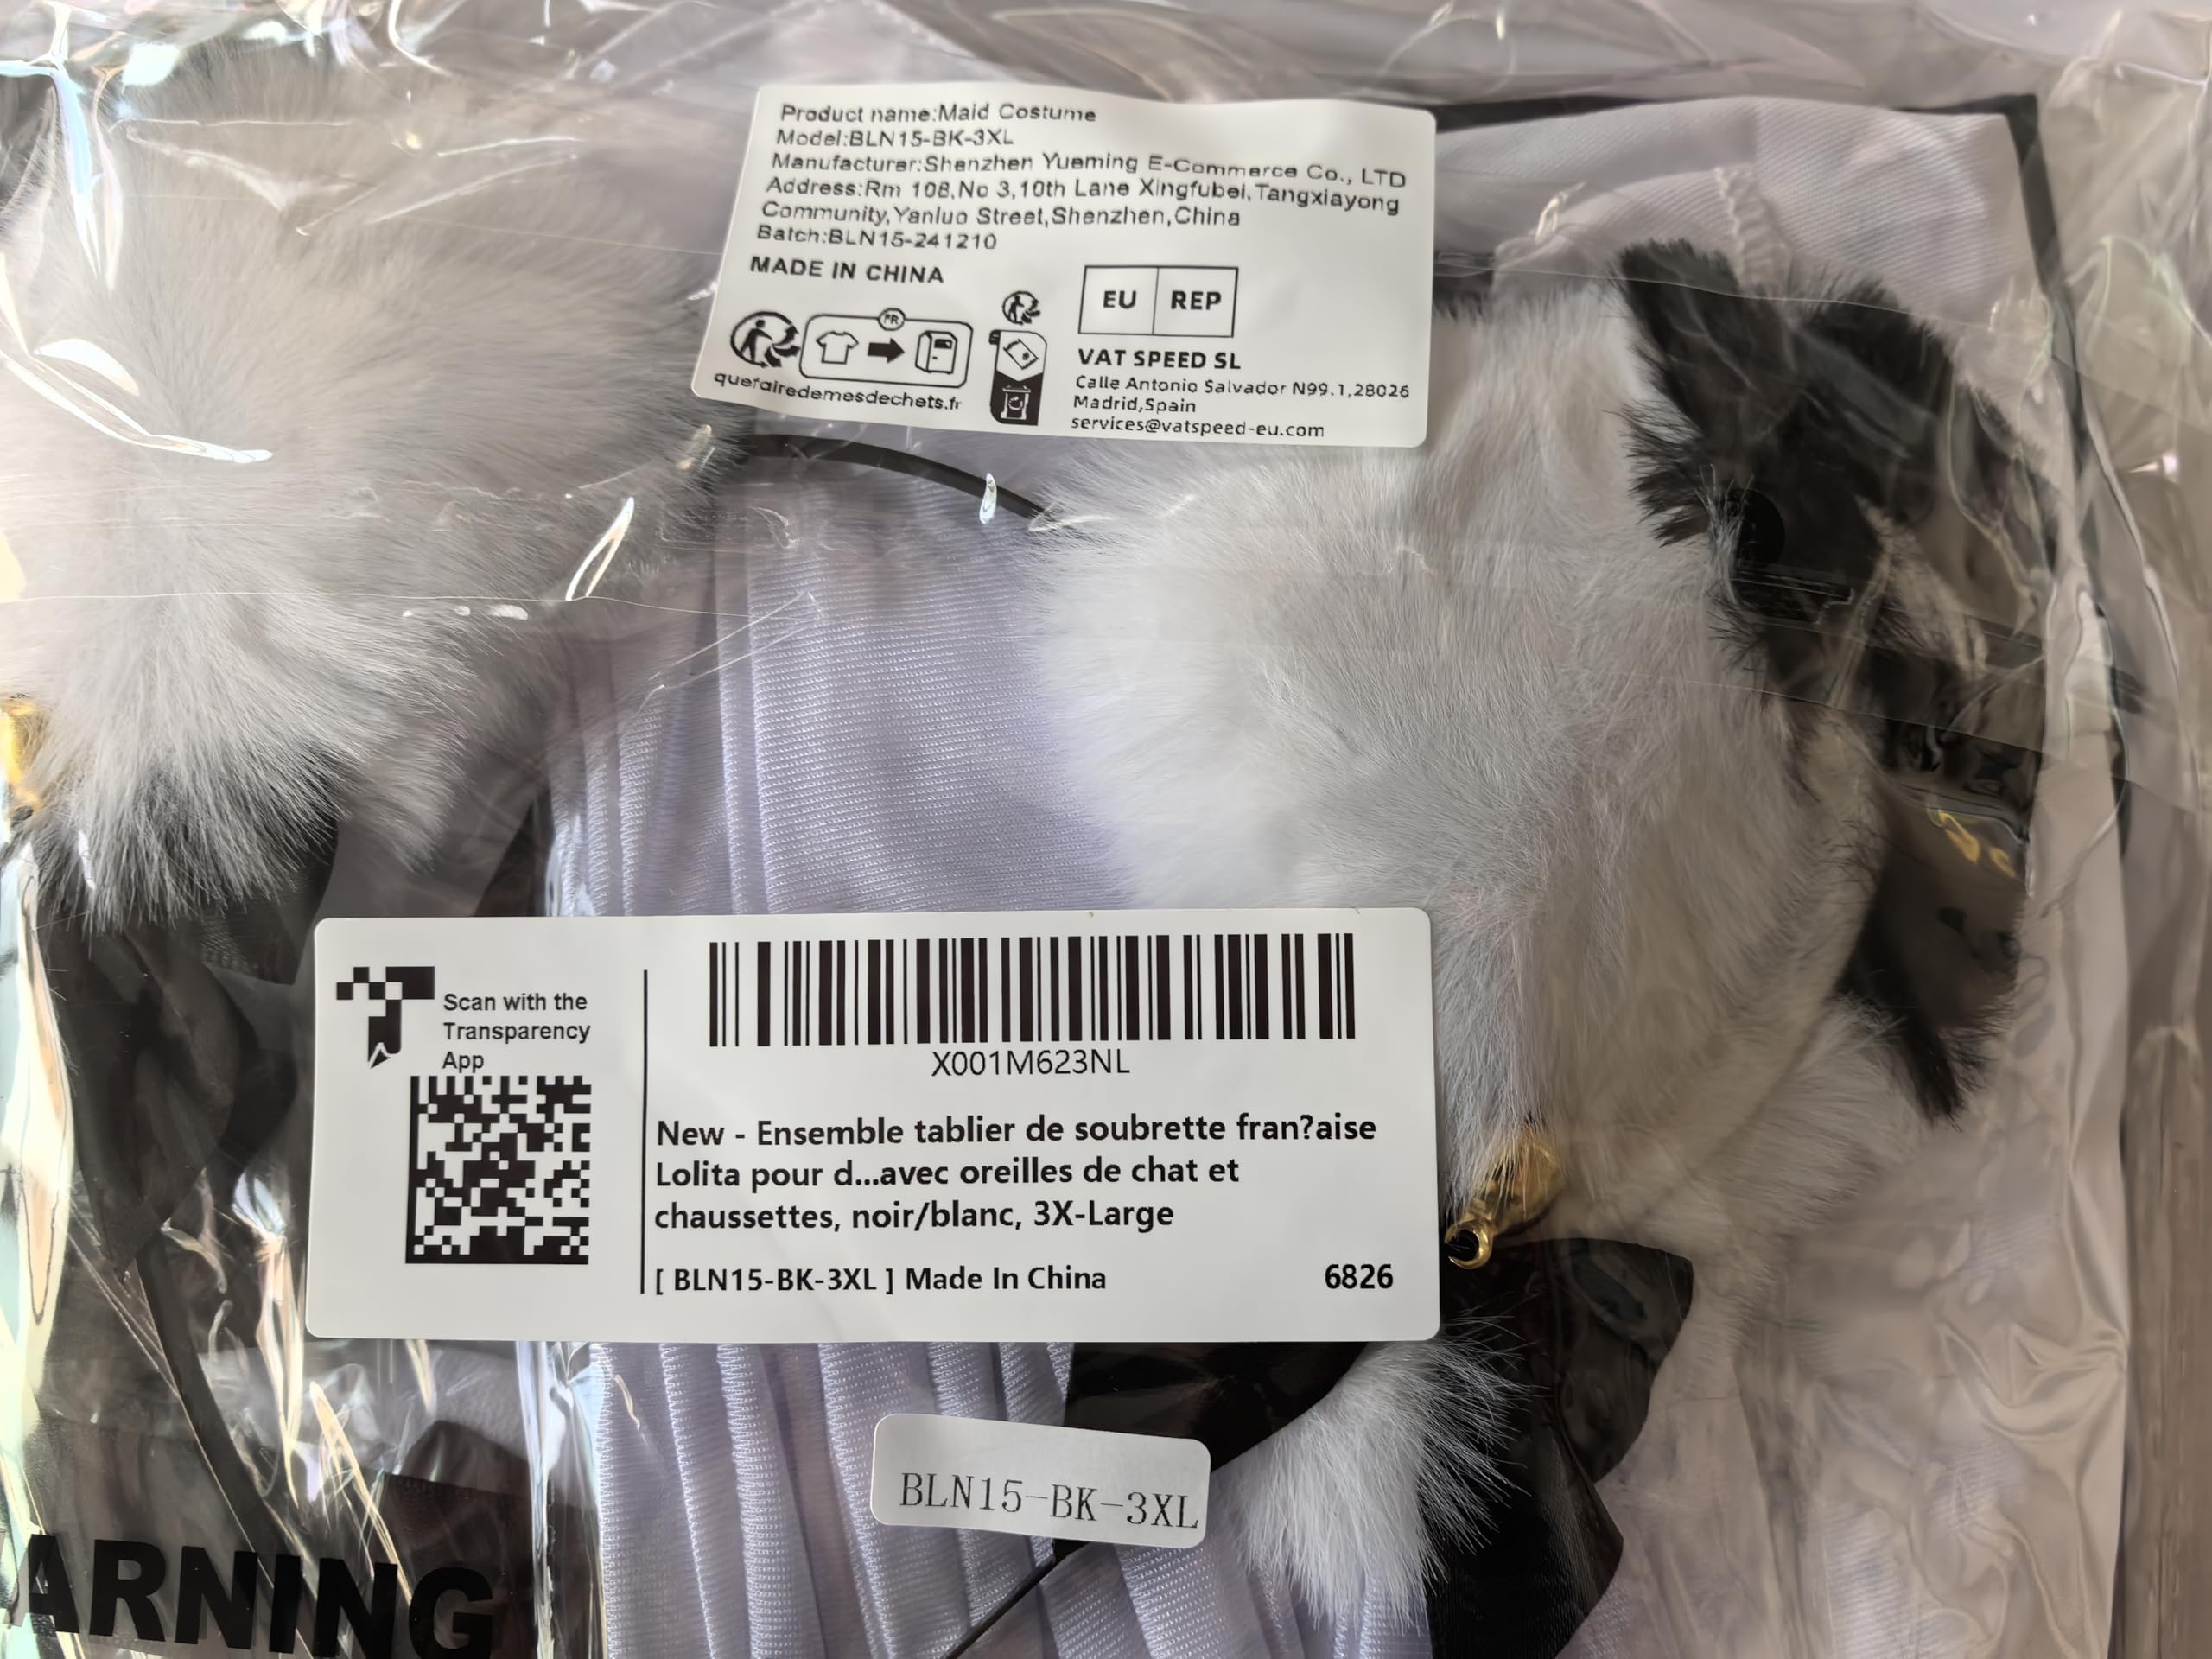 Product name:Maid Costume
Model:BLN15-BK-3XL
Manufacturer:Shenzhen Yueming E-Commerce Co., LTD
Address:Rm 108,No 3,10th Lane Xingfubei,Tangxiayong
Community,Yanluo Street,Shenzhen,China
Batch:BLN15-241210
MADE IN CHINA
FR
quefairedemesdechets.fr
EU REP
VAT SPEED SL
Calle Antonio Salvador N99.1,28026
Madrid,Spain
services@vatspeed-eu.com
Scan with the
Transparency
App
X001M623NL
New - Ensemble tablier de soubrette fran?aise
Lolita pour d...avec oreilles de chat et
chaussettes, noir/blanc, 3X-Large
[ BLN15-BK-3XL ] Made In China
6826
BLN15-BK-3XL
ARNING